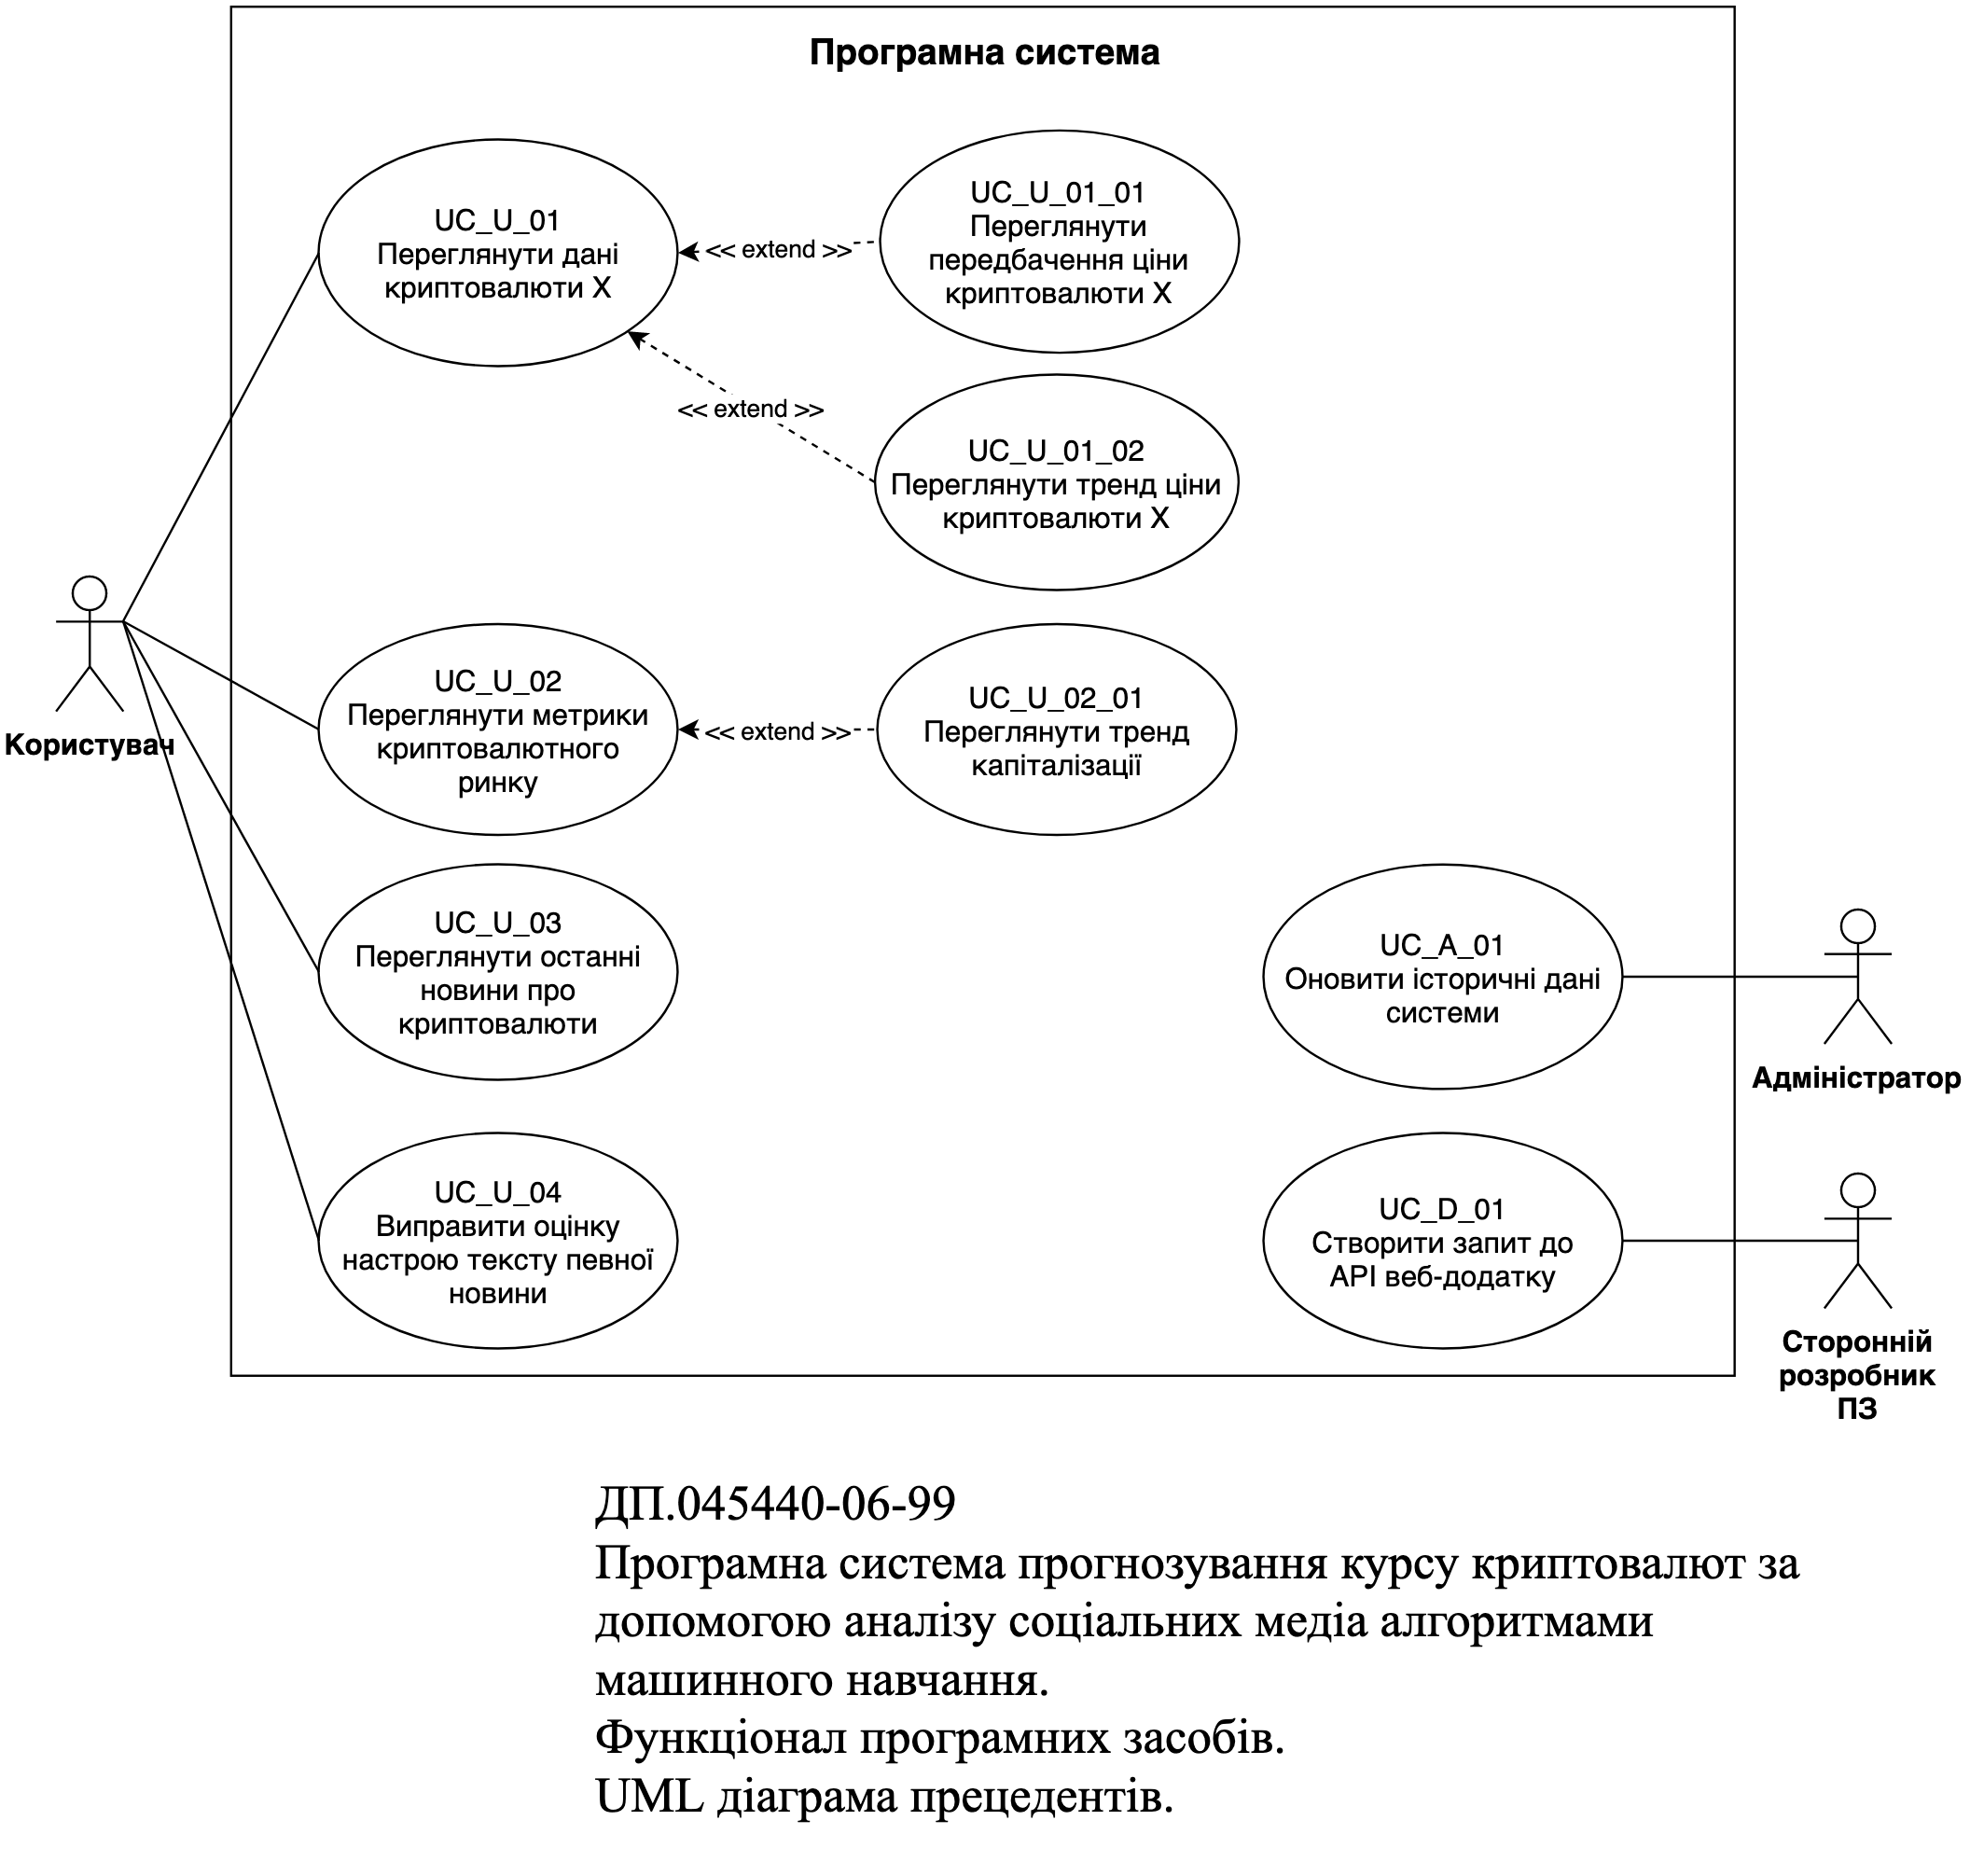 Програмна система
UC_U_01
Переглянути дані
криптовалюти X
<< extend >>
UC_U_01_01
Переглянути
передбачення ціни
криптовалюти X
<< extend >>
UC_U_01_02
Переглянути тренд ціни
криптовалюти X
Користувач
UC_U_02
Переглянути метрики
криптовалютного
ринку
<< extend >>
UC_U_02_01
Переглянути тренд
капіталізації
UC_U_03
Переглянути останні
новини про
криптовалюти
UC_A_01
Оновити історичні дані
системи
Адміністратор
UC_U_04
Виправити оцінку
настрою тексту певної
новини
UC_D_01
Створити запит до
API веб-додатку
Сторонній
розробник
ПЗ
ДП.045440-06-99
Програмна система прогнозування курсу криптовалют за
допомогою аналізу соціальних медіа алгоритмами
машинного навчання.
Функціонал програмних засобів.
UML діаграма прецедентів.